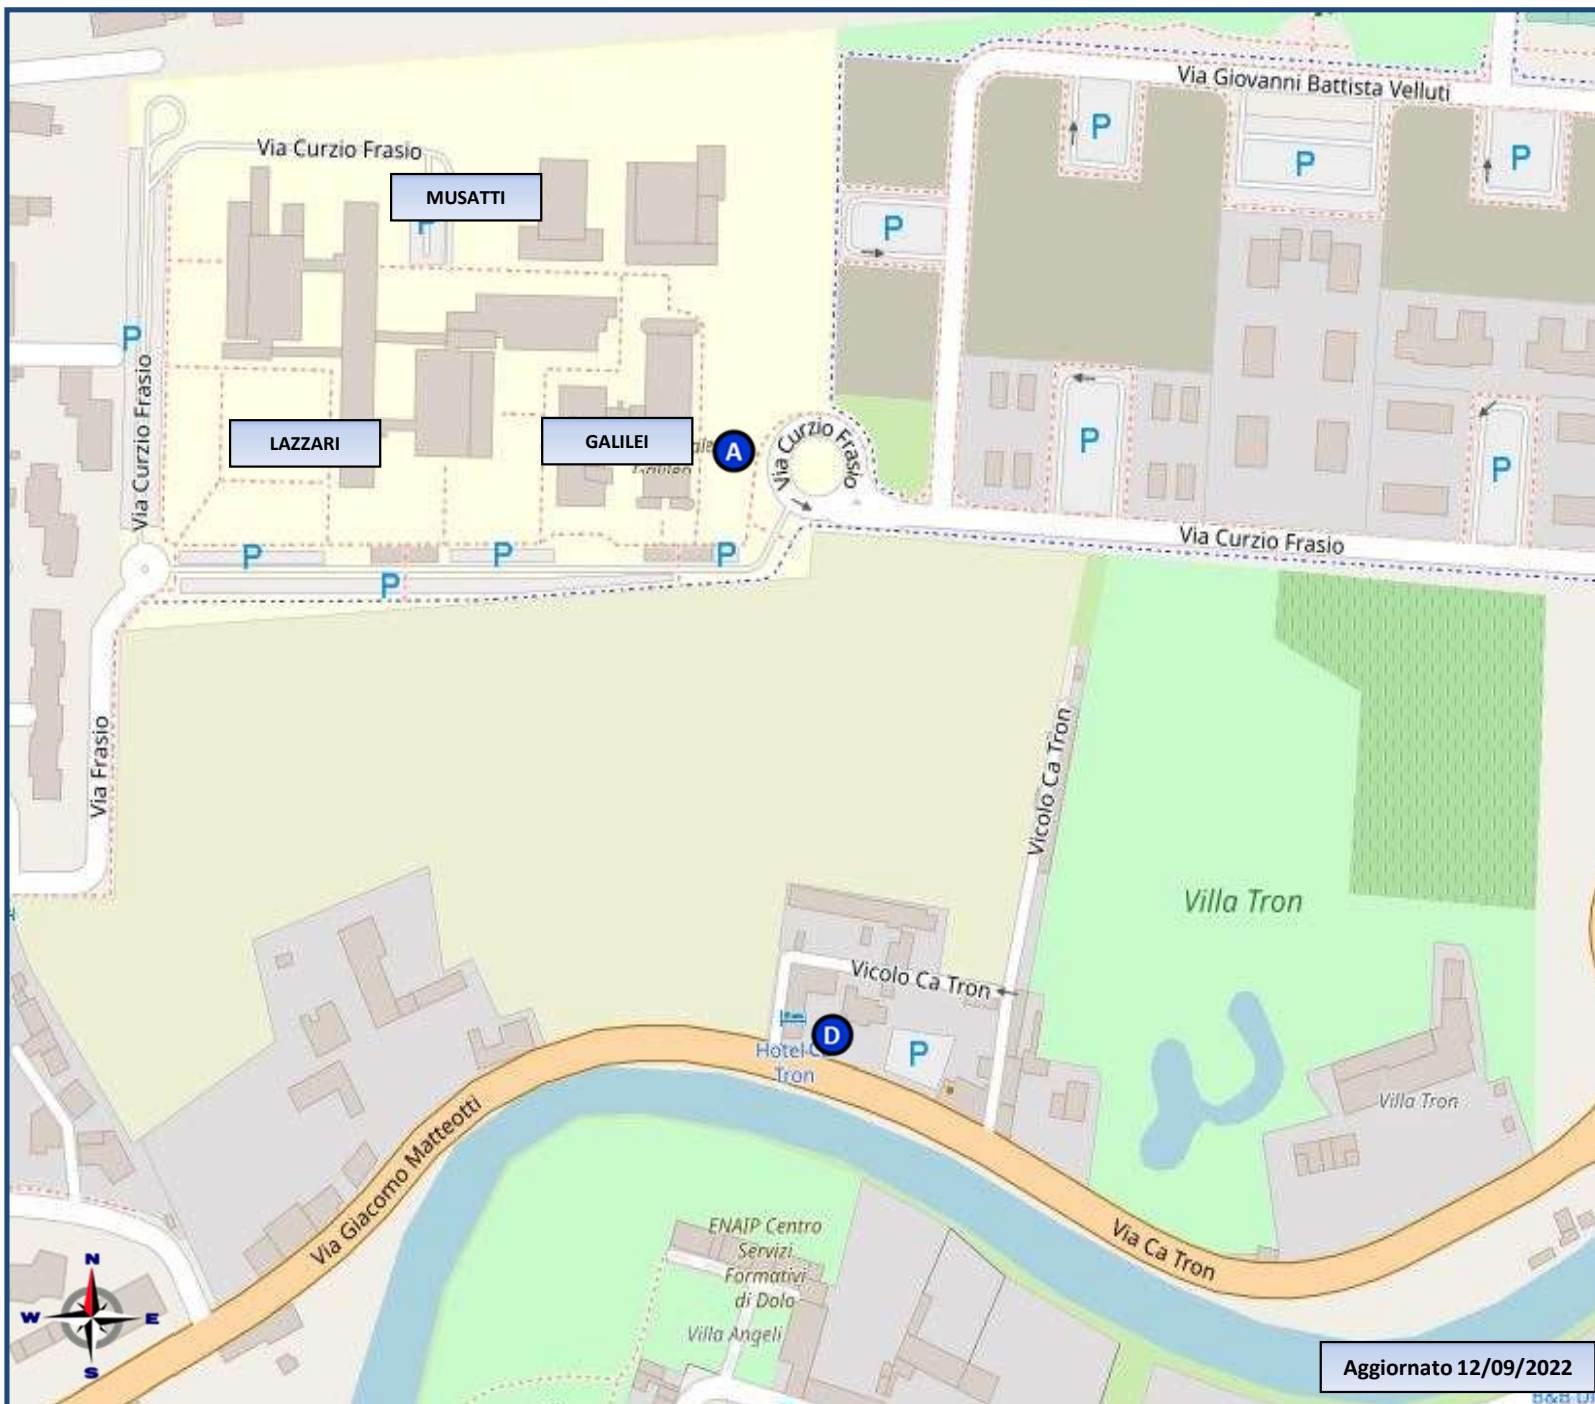 Via Giovanni Battista Velluti
P
P
P
Via Curzio Frasio
MUSATTI
P
P
P
Via Curzio Frasio
LAZZARI
GALILEI
A
Via Curzio Frasio
P
P
P
P
P
P
Via Curzio Frasio
Via Frasio
Vicolo Ca Tron
Villa Tron
Vicolo Ca Tron
D
Hotel
Tron
P
Villa Tron
Via Giacomo Matteotti
Via Ca Tron
ENAIP Centro
Servizi
Formativi
di Dolo
Villa Angeli
N
W
E
S
Aggiornato 12/09/2022